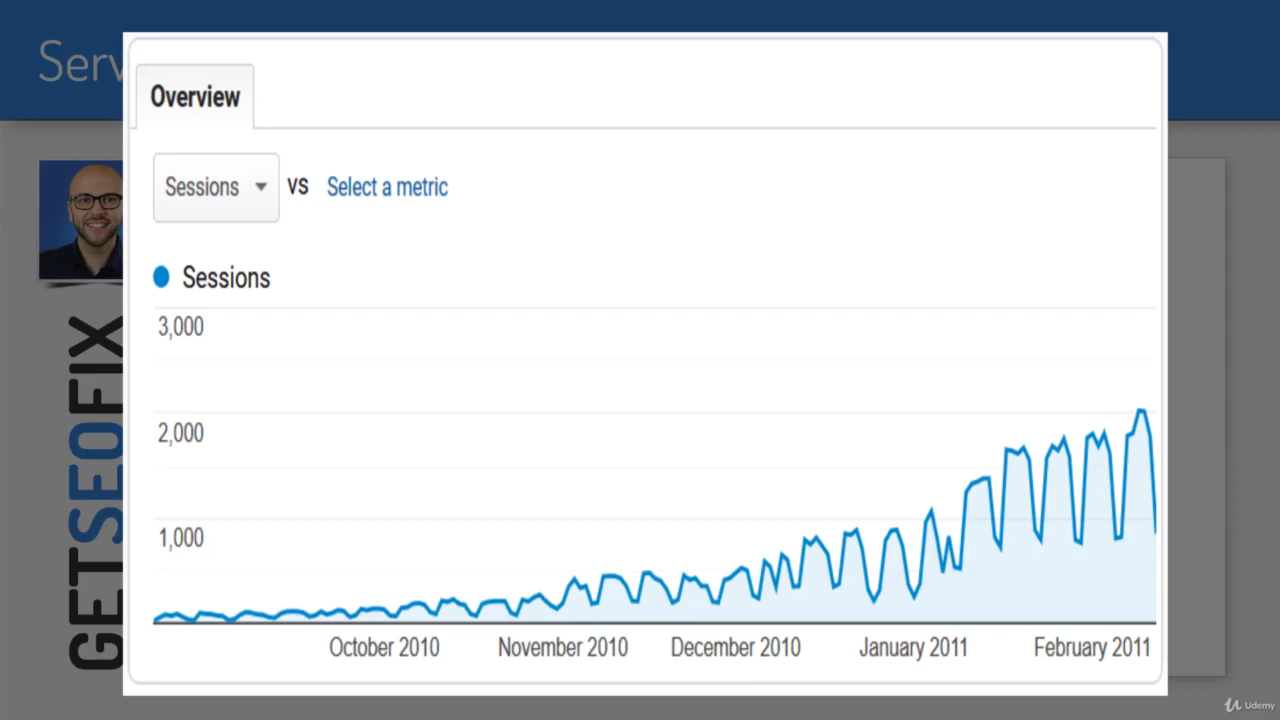 Serv
Overview
Sessions vs Select a metric
Sessions
3,000
2,000
1,000
October 2010 November 2010 December 2010 January 2011 February 2011
GETSEOFIX
Udemy